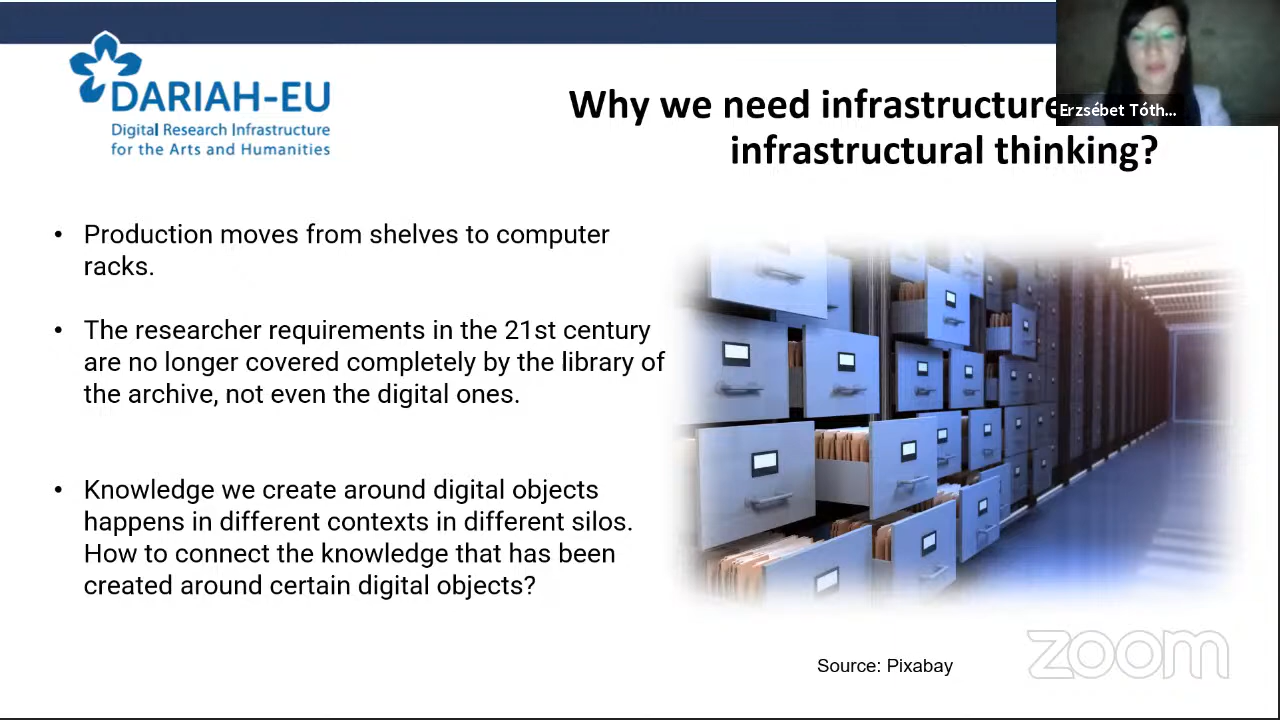 DARIAH-EU
Digital Research Infrastructure
for the Arts and Humanities
Why we need infrastructure
infrastructural thinking?
Erzsébet Tóth...
• Production moves from shelves to computer
racks.
• The researcher requirements in the 21st century
are no longer covered completely by the library of
the archive, not even the digital ones.
• Knowledge we create around digital objects
happens in different contexts in different silos.
How to connect the knowledge that has been
created around certain digital objects?
Source: Pixabay
zoom